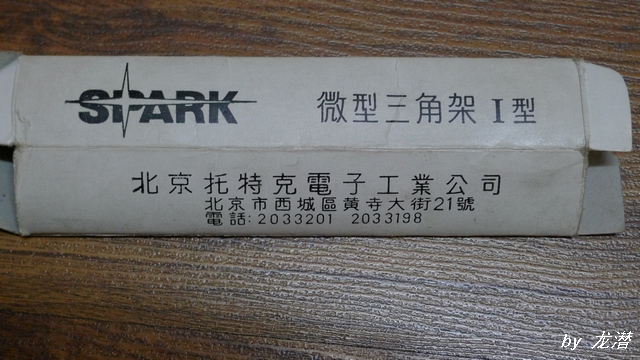 SPARK 微型三角架 I 型
北京托特克電子工業公司
北京市西城區黄寺大街21號
電話: 2033201 2033198
by 龙潜